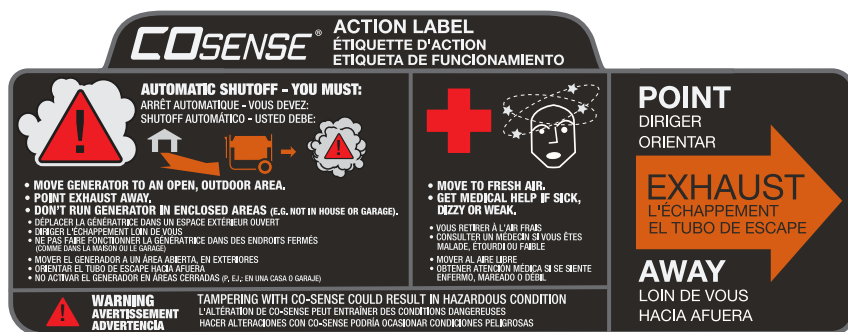 COSENSE® ACTION LABEL
ÉTIQUETTE D'ACTION
ETIQUETA DE FUNCIONAMIENTO
AUTOMATIC SHUTOFF – YOU MUST:
ARRÊT AUTOMATIQUE - VOUS DEVEZ:
SHUTOFF AUTOMÁTICO - USTED DEBE:
• MOVE GENERATOR TO AN OPEN, OUTDOOR AREA.
• POINT EXHAUST AWAY.
• DON'T RUN GENERATOR IN ENCLOSED AREAS (E.G. NOT IN HOUSE OR GARAGE).
• DÉPLACER LA GÉNÉRATRICE DANS UN ESPACE EXTÉRIEUR OUVERT
• DIRIGER L'ÉCHAPPEMENT LOIN DE VOUS
• NE PAS FAIRE FONCTIONNER LA GÉNÉRATRICE DANS DES ENDROITS FERMÉS
(COMME DANS LA MAISON OU LE GARAGE)
• MOVER EL GENERADOR A UN ÁREA ABIERTA, EN EXTERIORES
• ORIENTAR EL TUBO DE ESCAPE HACIA AFUERA
• NO ACTIVAR EL GENERADOR EN ÁREAS CERRADAS (P. EJ.: EN UNA CASA O GARAJE)
• MOVE TO FRESH AIR.
• GET MEDICAL HELP IF SICK,
DIZZY OR WEAK.
• VOUS RETIRER À L'AIR FRAIS
• CONSULTER UN MÉDECIN SI VOUS ÊTES
MALADE, ÉTOURDI OU FAIBLE
• MOVER AL AIRE LIBRE
• OBTENER ATENCIÓN MÉDICA SI SE SIENTE
ENFERMO, MAREADO O DÉBIL
POINT
DIRIGER
ORIENTAR
EXHAUST
L'ÉCHAPPEMENT
EL TUBO DE ESCAPE
AWAY
LOIN DE VOUS
HACIA AFUERA
WARNING
AVERTISSEMENT
ADVERTENCIA
TAMPERING WITH CO-SENSE COULD RESULT IN HAZARDOUS CONDITION
L'ALTÉRATION DE CO-SENSE PEUT ENTRAÎNER DES CONDITIONS DANGEREUSES
HACER ALTERACIONES CON CO-SENSE PODRÍA OCASIONAR CONDICIONES PELIGROSAS